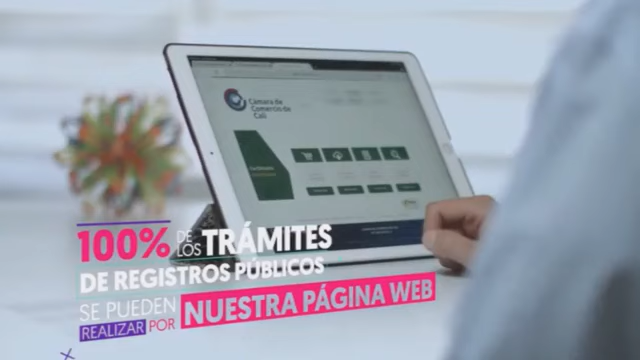 Cámara de
Comercio de
Cali
100% DE LOS TRÁMITES
DE REGISTROS PÚBLICOS
SE PUEDEN
REALIZAR POR NUESTRA PÁGINA WEB